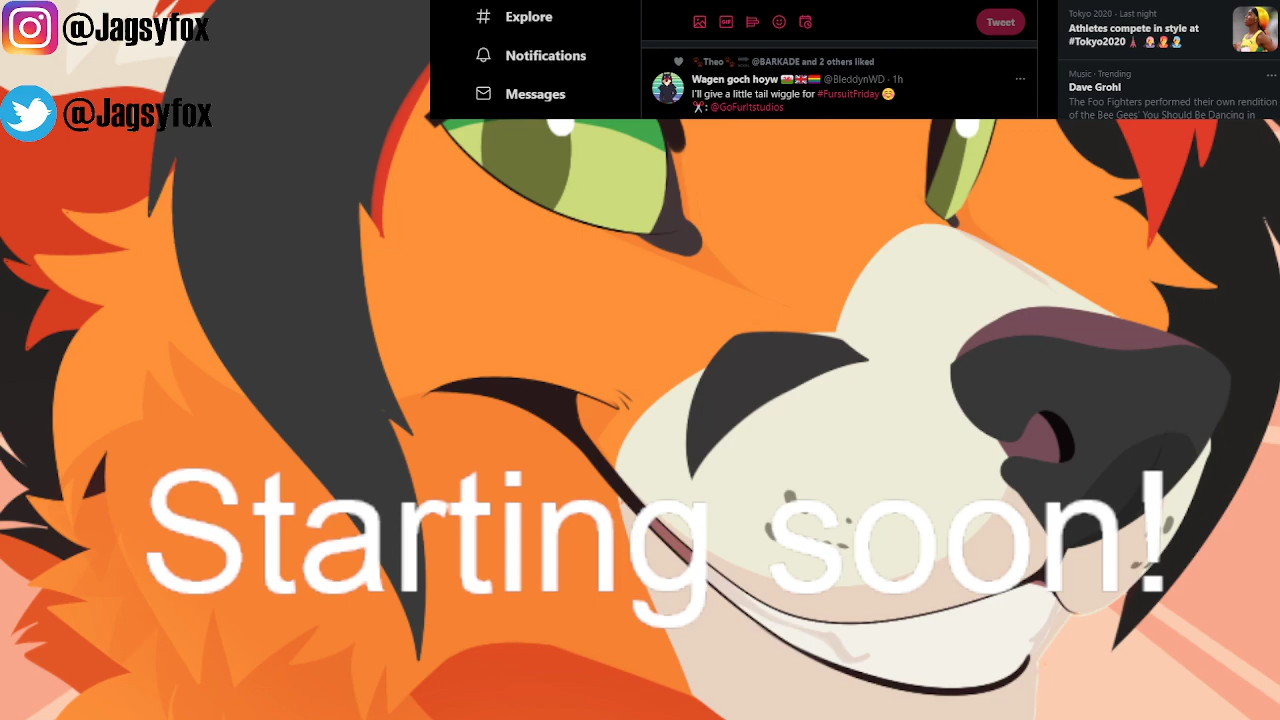 @Jagsyfox
@Jagsyfox
Explore
Notifications
Messages
GIF
Tweet
Theo @BARKADE and 2 others liked
Wagen goch hoyw @BleddynWD · 1h
I'll give a little tail wiggle for #FursuitFriday
: @GoFurItstudios
Tokyo 2020 - Last night
Athletes compete in style at
#Tokyo2020
Music · Trending
Dave Grohl
The Foo Fighters performed their own rendition
of the Bee Gees' You Should Be Dancing in
Starting soon!